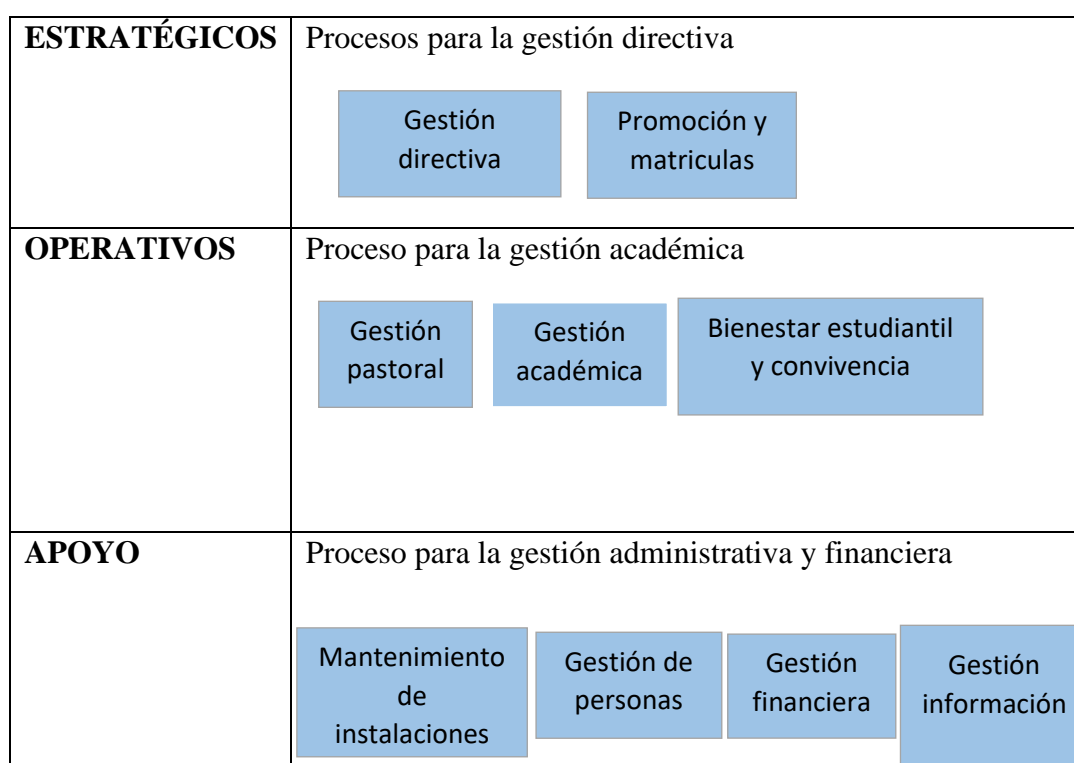 ESTRATÉGICOS
Procesos para la gestión directiva
Gestión
directiva
Promoción y
matriculas
OPERATIVOS
Proceso para la gestión académica
Gestión
pastoral
Gestión
académica
Bienestar estudiantil
y convivencia
APOYO
Proceso para la gestión administrativa y financiera
Mantenimiento
de
instalaciones
Gestión de
personas
Gestión
financiera
Gestión
información